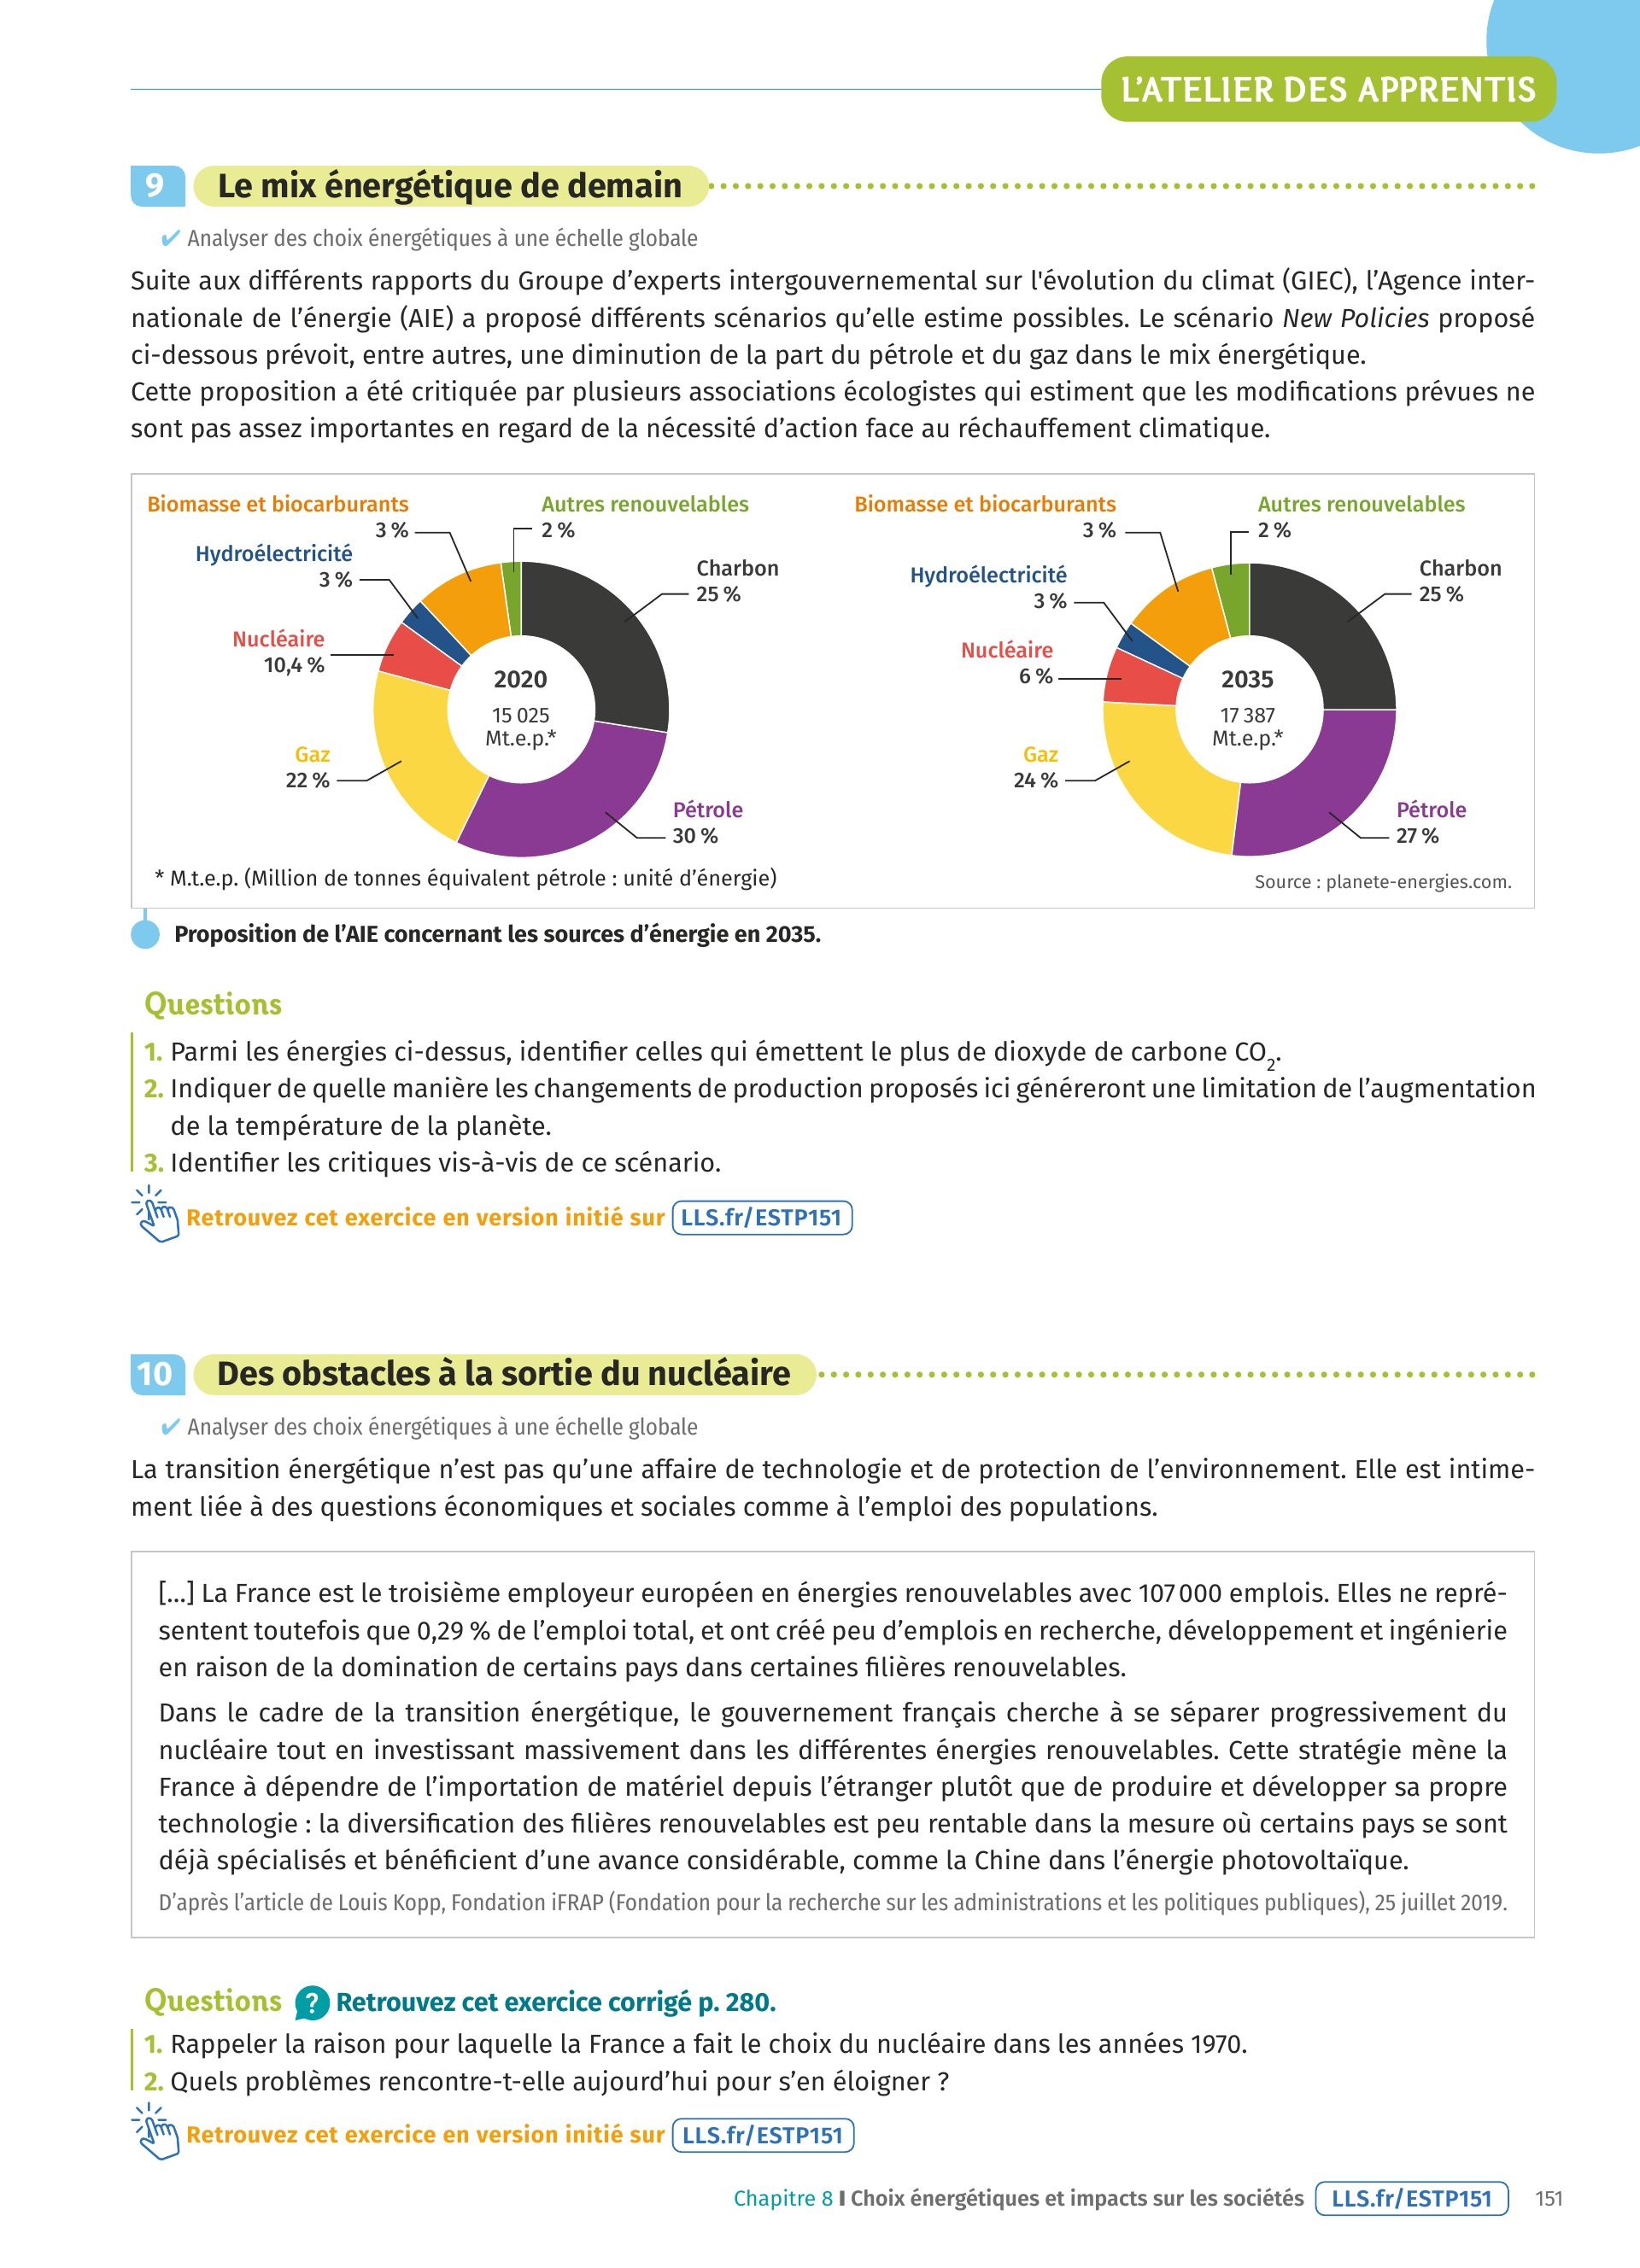 L’ATELIER DES APPRENTIS
9 Le mix énergétique de demain
✔ Analyser des choix énergétiques à une échelle globale
Suite aux différents rapports du Groupe d’experts intergouvernemental sur l'évolution du climat (GIEC), l’Agence inter-
nationale de l’énergie (AIE) a proposé différents scénarios qu’elle estime possibles. Le scénario New Policies proposé
ci-dessous prévoit, entre autres, une diminution de la part du pétrole et du gaz dans le mix énergétique.
Cette proposition a été critiquée par plusieurs associations écologistes qui estiment que les modifications prévues ne
sont pas assez importantes en regard de la nécessité d’action face au réchauffement climatique.
Biomasse et biocarburants
3 %
Autres renouvelables
2 %
Hydroélectricité
3 %
Charbon
25 %
Nucléaire
10,4 %
2020
15 025
Mt.e.p.*
Gaz
22 %
Pétrole
30 %
Biomasse et biocarburants
3 %
Autres renouvelables
2 %
Hydroélectricité
3 %
Charbon
25 %
Nucléaire
6 %
2035
17 387
Mt.e.p.*
Gaz
24 %
Pétrole
27 %
* M.t.e.p. (Million de tonnes équivalent pétrole : unité d’énergie)
Source : planete-energies.com.
Proposition de l’AIE concernant les sources d’énergie en 2035.
Questions
1. Parmi les énergies ci-dessus, identifier celles qui émettent le plus de dioxyde de carbone CO₂.
2. Indiquer de quelle manière les changements de production proposés ici généreront une limitation de l’augmentation
de la température de la planète.
3. Identifier les critiques vis-à-vis de ce scénario.
Retrouvez cet exercice en version initié sur LLS.fr/ESTP151
10 Des obstacles à la sortie du nucléaire
✔ Analyser des choix énergétiques à une échelle globale
La transition énergétique n’est pas qu’une affaire de technologie et de protection de l’environnement. Elle est intime-
ment liée à des questions économiques et sociales comme à l’emploi des populations.
[...] La France est le troisième employeur européen en énergies renouvelables avec 107 000 emplois. Elles ne repré-
sentent toutefois que 0,29 % de l’emploi total, et ont créé peu d’emplois en recherche, développement et ingénierie
en raison de la domination de certains pays dans certaines filières renouvelables.
Dans le cadre de la transition énergétique, le gouvernement français cherche à se séparer progressivement du
nucléaire tout en investissant massivement dans les différentes énergies renouvelables. Cette stratégie mène la
France à dépendre de l’importation de matériel depuis l’étranger plutôt que de produire et développer sa propre
technologie : la diversification des filières renouvelables est peu rentable dans la mesure où certains pays se sont
déjà spécialisés et bénéficient d’une avance considérable, comme la Chine dans l’énergie photovoltaïque.
D’après l’article de Louis Kopp, Fondation iFRAP (Fondation pour la recherche sur les administrations et les politiques publiques), 25 juillet 2019.
Questions ? Retrouvez cet exercice corrigé p. 280.
1. Rappeler la raison pour laquelle la France a fait le choix du nucléaire dans les années 1970.
2. Quels problèmes rencontre-t-elle aujourd’hui pour s’en éloigner ?
Retrouvez cet exercice en version initié sur LLS.fr/ESTP151
Chapitre 8 I Choix énergétiques et impacts sur les sociétés LLS.fr/ESTP151 151